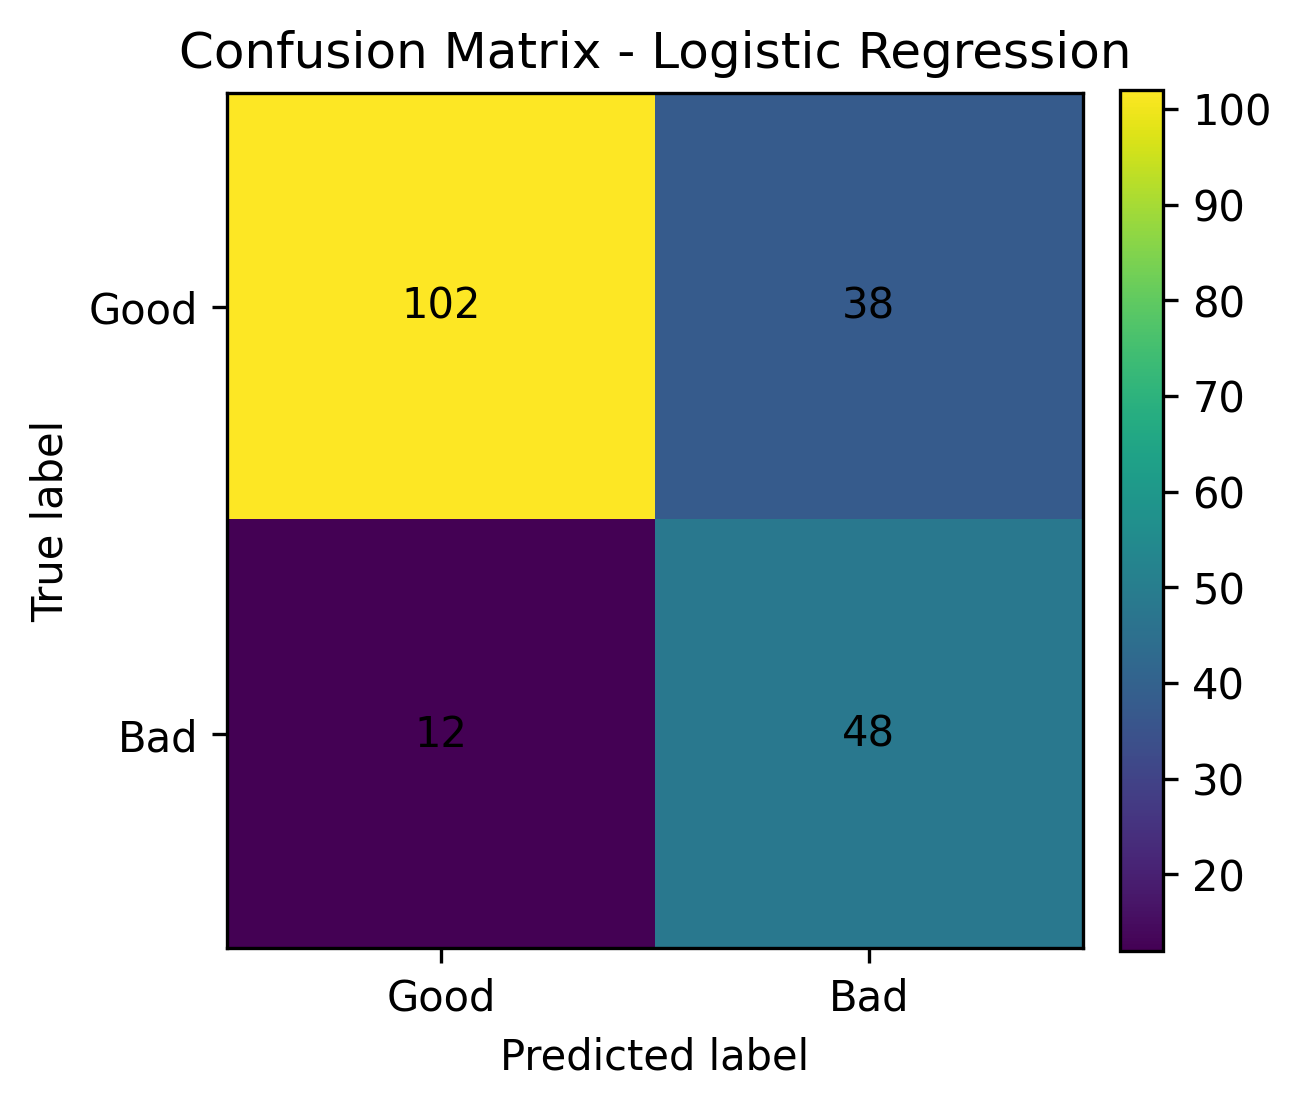 Confusion Matrix - Logistic Regression
100
90
80
70
60
50
40
30
20
True label
Good
102
38
Bad
12
48
Good
Bad
Predicted label